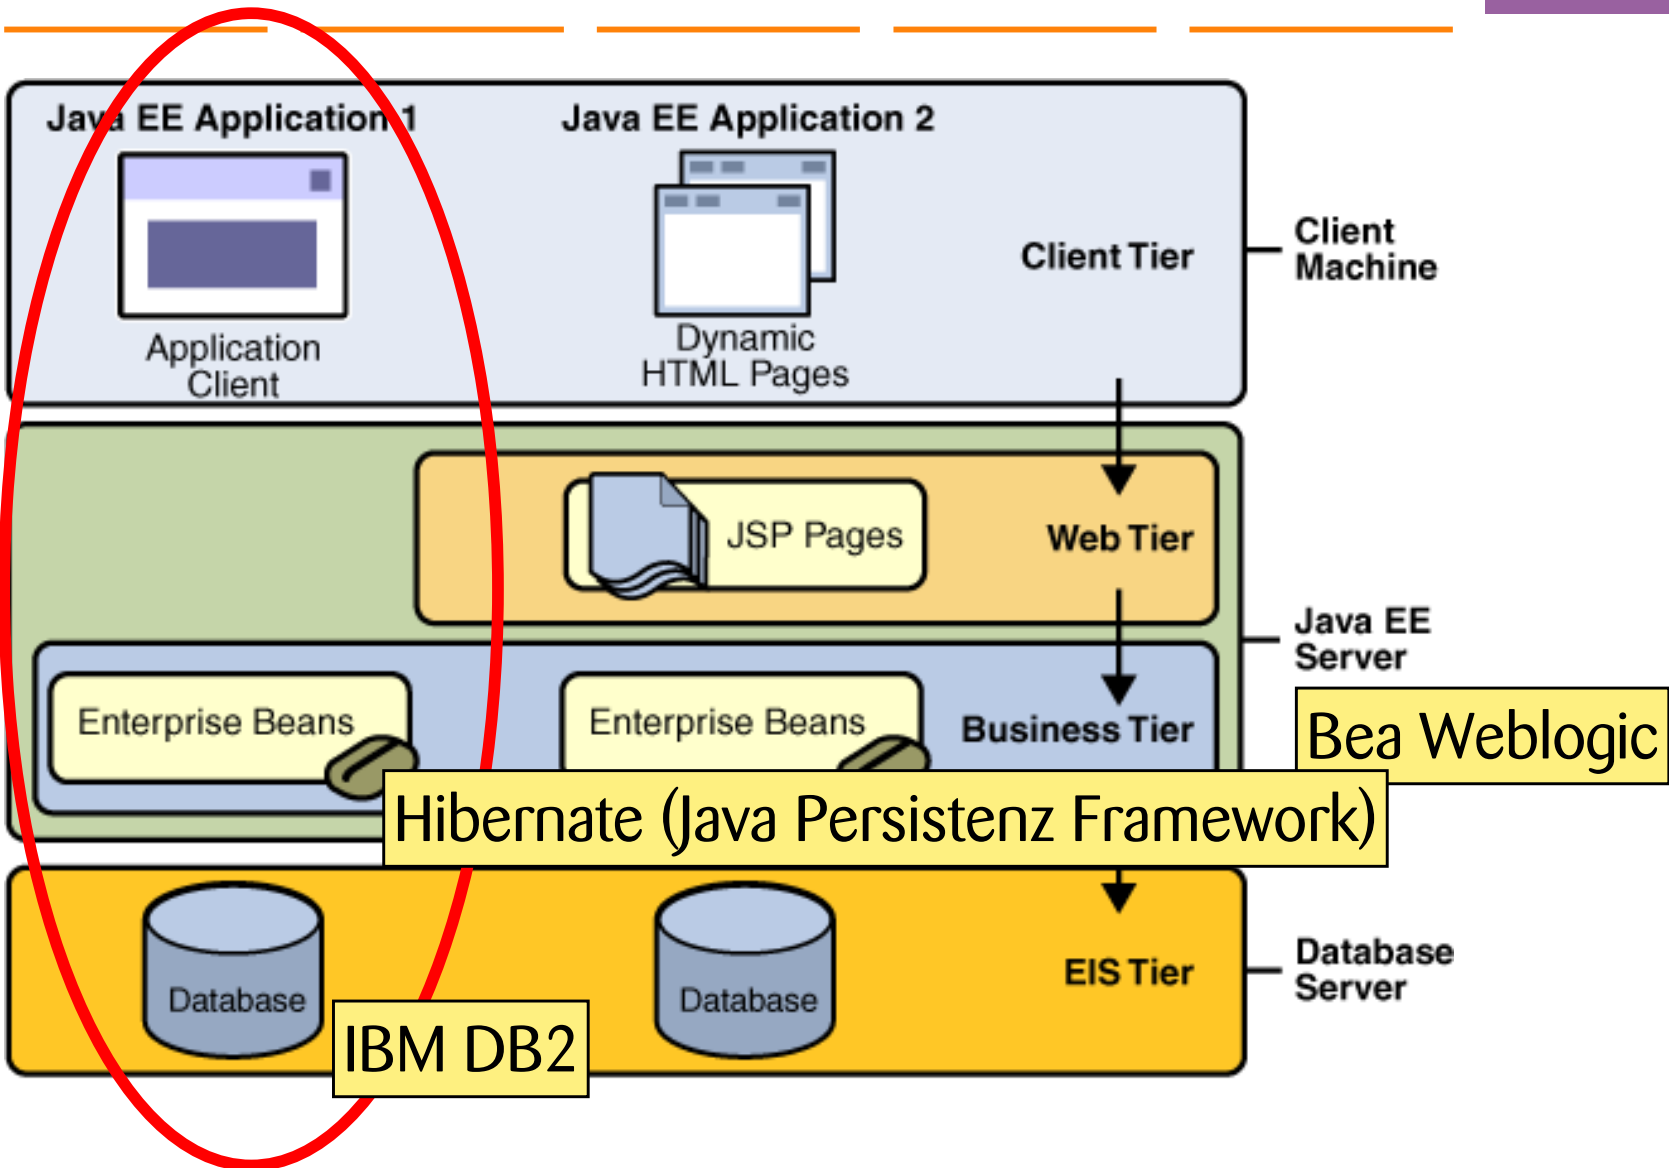 Java EE Application 1
Java EE Application 2
Application
Client
Dynamic
HTML Pages
Client Tier
Client
Machine
JSP Pages
Web Tier
Java EE
Server
Enterprise Beans
Enterprise Beans
Business Tier
Bea Weblogic
Hibernate (Java Persistenz Framework)
Database
Database
EIS Tier
Database
Server
IBM DB2